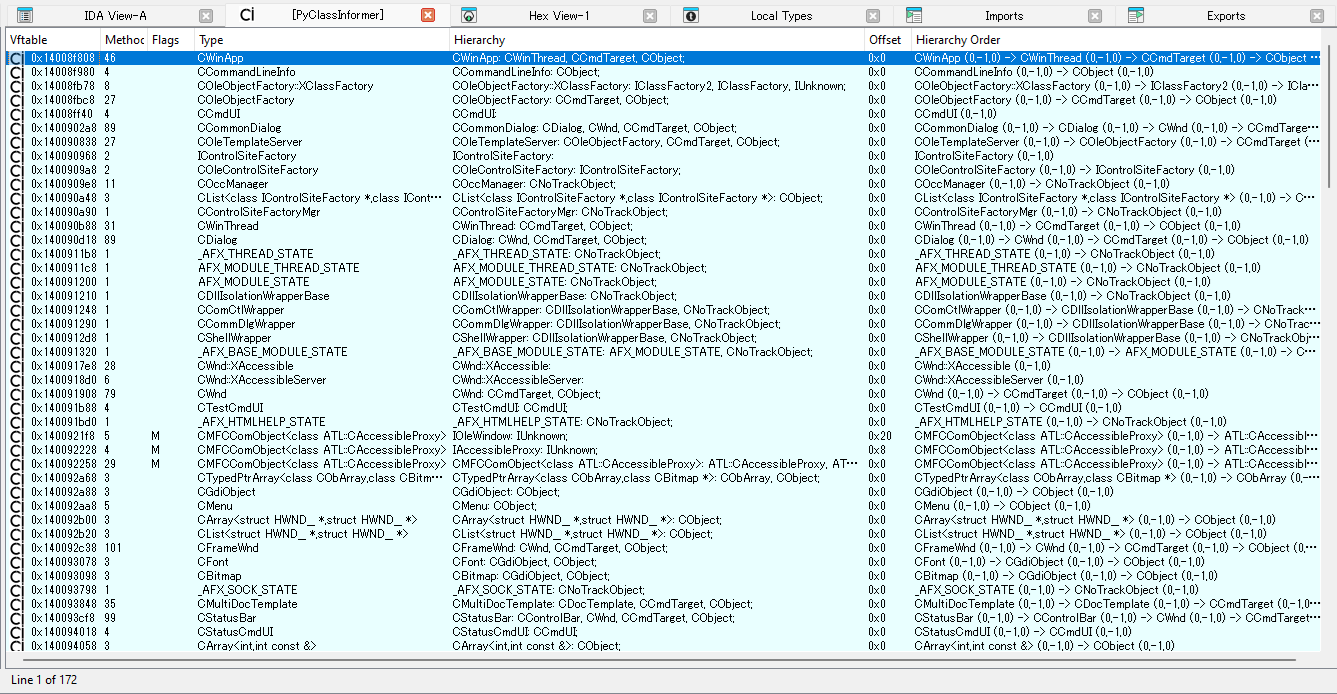 IDA View-A [PyClassInformer] Hex View-1 Local Types Imports Exports
Vftable Methoc Flags Type Hierarchy Offset Hierarchy Order
0x14008f808 46 CWinApp CWinApp: CWinThread, CCmdTarget, CObject; 0x0 CWinApp (0,-1,0) -> CWinThread (0,-1,0) -> CCmdTarget (0,-1,0) -> CObject ···
0x14008f980 4 CCommandLineInfo CCommandLineInfo: CObject; 0x0 CCommandLineInfo (0,-1,0) -> CObject (0,-1,0)
0x14008fb78 8 COleObjectFactory::XClassFactory COleObjectFactory::XClassFactory: IClassFactory2, IClassFactory, IUnknown; 0x0 COleObjectFactory::XClassFactory (0,-1,0) -> IClassFactory2 (0,-1,0) -> ICla···
0x14008fbc8 27 COleObjectFactory COleObjectFactory: CCmdTarget, CObject; 0x0 COleObjectFactory (0,-1,0) -> CCmdTarget (0,-1,0) -> CObject (0,-1,0)
0x14008ff40 4 CCmdUI CCmdUI: 0x0 CCmdUI (0,-1,0)
0x1400902a8 89 CCommonDialog CCommonDialog: CDialog, CWnd, CCmdTarget, CObject; 0x0 CCommonDialog (0,-1,0) -> CDialog (0,-1,0) -> CWnd (0,-1,0) -> CCmdTarge···
0x140090838 27 COleTemplateServer COleTemplateServer: COleObjectFactory, CCmdTarget, CObject; 0x0 COleTemplateServer (0,-1,0) -> COleObjectFactory (0,-1,0) -> CCmdTarget (···
0x140090968 2 IControlSiteFactory IControlSiteFactory: 0x0 IControlSiteFactory (0,-1,0)
0x1400909a8 2 COleControlSiteFactory COleControlSiteFactory: IControlSiteFactory; 0x0 COleControlSiteFactory (0,-1,0) -> IControlSiteFactory (0,-1,0)
0x1400909e8 11 COccManager COccManager: CNoTrackObject; 0x0 COccManager (0,-1,0) -> CNoTrackObject (0,-1,0)
0x140090a48 3 CList<class IControlSiteFactory *,class ICont··· CList<class IControlSiteFactory *,class IControlSiteFactory *>: CObject; 0x0 CList<class IControlSiteFactory *,class IControlSiteFactory *> (0,-1,0) -> C···
0x140090a90 1 CControlSiteFactoryMgr CControlSiteFactoryMgr: CNoTrackObject; 0x0 CControlSiteFactoryMgr (0,-1,0) -> CNoTrackObject (0,-1,0)
0x140090b88 31 CWinThread CWinThread: CCmdTarget, CObject; 0x0 CWinThread (0,-1,0) -> CCmdTarget (0,-1,0) -> CObject (0,-1,0)
0x140090d18 89 CDialog CDialog: CWnd, CCmdTarget, CObject; 0x0 CDialog (0,-1,0) -> CWnd (0,-1,0) -> CCmdTarget (0,-1,0) -> CObject (0,-1,0)
0x1400911b8 1 _AFX_THREAD_STATE _AFX_THREAD_STATE: CNoTrackObject; 0x0 _AFX_THREAD_STATE (0,-1,0) -> CNoTrackObject (0,-1,0)
0x1400911c8 1 AFX_MODULE_THREAD_STATE AFX_MODULE_THREAD_STATE: CNoTrackObject; 0x0 AFX_MODULE_THREAD_STATE (0,-1,0) -> CNoTrackObject (0,-1,0)
0x140091200 1 AFX_MODULE_STATE AFX_MODULE_STATE: CNoTrackObject; 0x0 AFX_MODULE_STATE (0,-1,0) -> CNoTrackObject (0,-1,0)
0x140091210 1 CDllIsolationWrapperBase CDllIsolationWrapperBase: CNoTrackObject; 0x0 CDllIsolationWrapperBase (0,-1,0) -> CNoTrackObject (0,-1,0)
0x140091248 1 CComCtlWrapper CComCtlWrapper: CDllIsolationWrapperBase, CNoTrackObject; 0x0 CComCtlWrapper (0,-1,0) -> CDllIsolationWrapperBase (0,-1,0) -> CNoTrack···
0x140091290 1 CCommDlgWrapper CCommDlgWrapper: CDllIsolationWrapperBase, CNoTrackObject; 0x0 CCommDlgWrapper (0,-1,0) -> CDllIsolationWrapperBase (0,-1,0) -> CNoTrac···
0x1400912d8 1 CShellWrapper CShellWrapper: CDllIsolationWrapperBase, CNoTrackObject; 0x0 CShellWrapper (0,-1,0) -> CDllIsolationWrapperBase (0,-1,0) -> CNoTrackObj···
0x140091320 1 _AFX_BASE_MODULE_STATE _AFX_BASE_MODULE_STATE: AFX_MODULE_STATE, CNoTrackObject; 0x0 _AFX_BASE_MODULE_STATE (0,-1,0) -> AFX_MODULE_STATE (0,-1,0) -> C···
0x1400917e8 28 CWnd::XAccessible CWnd::XAccessible: 0x0 CWnd::XAccessible (0,-1,0)
0x1400918d0 6 CWnd::XAccessibleServer CWnd::XAccessibleServer: 0x0 CWnd::XAccessibleServer (0,-1,0)
0x140091908 79 CWnd CWnd: CCmdTarget, CObject; 0x0 CWnd (0,-1,0) -> CCmdTarget (0,-1,0) -> CObject (0,-1,0)
0x140091b88 4 CTestCmdUI CTestCmdUI: CCmdUI; 0x0 CTestCmdUI (0,-1,0) -> CCmdUI (0,-1,0)
0x140091bd0 1 _AFX_HTMLHELP_STATE _AFX_HTMLHELP_STATE: CNoTrackObject; 0x0 _AFX_HTMLHELP_STATE (0,-1,0) -> CNoTrackObject (0,-1,0)
0x1400921f8 5 M CMFCComObject<class ATL::CAccessibleProxy> IOleWindow: IUnknown; 0x20 CMFCComObject<class ATL::CAccessibleProxy> (0,-1,0) -> ATL::CAccessibl···
0x140092228 4 M CMFCComObject<class ATL::CAccessibleProxy> IAccessibleProxy: IUnknown; 0x8 CMFCComObject<class ATL::CAccessibleProxy> (0,-1,0) -> ATL::CAccessibl···
0x140092258 29 M CMFCComObject<class ATL::CAccessibleProxy> CMFCComObject<class ATL::CAccessibleProxy>: ATL::CAccessibleProxy, AT··· 0x0 CMFCComObject<class ATL::CAccessibleProxy> (0,-1,0) -> ATL::CAccessibl···
0x140092a68 3 CTypedPtrArray<class CObArray,class CBitm··· CTypedPtrArray<class CObArray,class CBitmap *>: CObArray, CObject; 0x0 CTypedPtrArray<class CObArray,class CBitmap *> (0,-1,0) -> CObArray (0,-···
0x140092a88 3 CGdiObject CGdiObject: CObject; 0x0 CGdiObject (0,-1,0) -> CObject (0,-1,0)
0x140092aa8 5 CMenu CMenu: CObject; 0x0 CMenu (0,-1,0) -> CObject (0,-1,0)
0x140092b00 3 CArray<struct HWND__ *,struct HWND__ *> CArray<struct HWND__ *,struct HWND__ *>: CObject; 0x0 CArray<struct HWND__ *,struct HWND__ *> (0,-1,0) -> CObject (0,-1,0)
0x140092b20 3 CList<struct HWND__ *,struct HWND__ *> CList<struct HWND__ *,struct HWND__ *>: CObject; 0x0 CList<struct HWND__ *,struct HWND__ *> (0,-1,0) -> CObject (0,-1,0)
0x140092c38 101 CFrameWnd CFrameWnd: CWnd, CCmdTarget, CObject; 0x0 CFrameWnd (0,-1,0) -> CWnd (0,-1,0) -> CCmdTarget (0,-1,0) -> CObject (0,···
0x140093078 3 CFont CFont: CGdiObject, CObject; 0x0 CFont (0,-1,0) -> CGdiObject (0,-1,0) -> CObject (0,-1,0)
0x140093098 3 CBitmap CBitmap: CGdiObject, CObject; 0x0 CBitmap (0,-1,0) -> CGdiObject (0,-1,0) -> CObject (0,-1,0)
0x140093798 1 _AFX_SOCK_STATE _AFX_SOCK_STATE: CNoTrackObject; 0x0 _AFX_SOCK_STATE (0,-1,0) -> CNoTrackObject (0,-1,0)
0x140093848 35 CMultiDocTemplate CMultiDocTemplate: CDocTemplate, CCmdTarget, CObject; 0x0 CMultiDocTemplate (0,-1,0) -> CDocTemplate (0,-1,0) -> CCmdTarget (0,-1,0···
0x140093cf8 99 CStatusBar CStatusBar: CControlBar, CWnd, CCmdTarget, CObject; 0x0 CStatusBar (0,-1,0) -> CControlBar (0,-1,0) -> CWnd (0,-1,0) -> CCmdTarget···
0x140094018 4 CStatusCmdUI CStatusCmdUI: CCmdUI; 0x0 CStatusCmdUI (0,-1,0) -> CCmdUI (0,-1,0)
0x140094058 3 CArray<int,int const &> CArray<int,int const &>: CObject; 0x0 CArray<int,int const &> (0,-1,0) -> CObject (0,-1,0)
Line 1 of 172